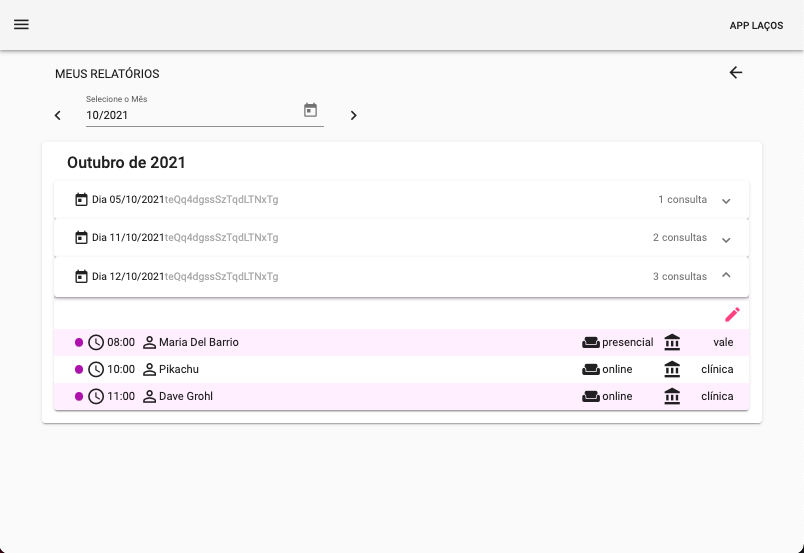 APP LAÇOS
MEUS RELATÓRIOS
Selecione o Mês
10/2021
Outubro de 2021
Dia 05/10/2021teQq4dgssSzTqdLTNxTg 1 consulta
Dia 11/10/2021teQq4dgssSzTqdLTNxTg 2 consultas
Dia 12/10/2021teQq4dgssSzTqdLTNxTg 3 consultas
08:00 Maria Del Barrio presencial vale
10:00 Pikachu online clínica
11:00 Dave Grohl online clínica